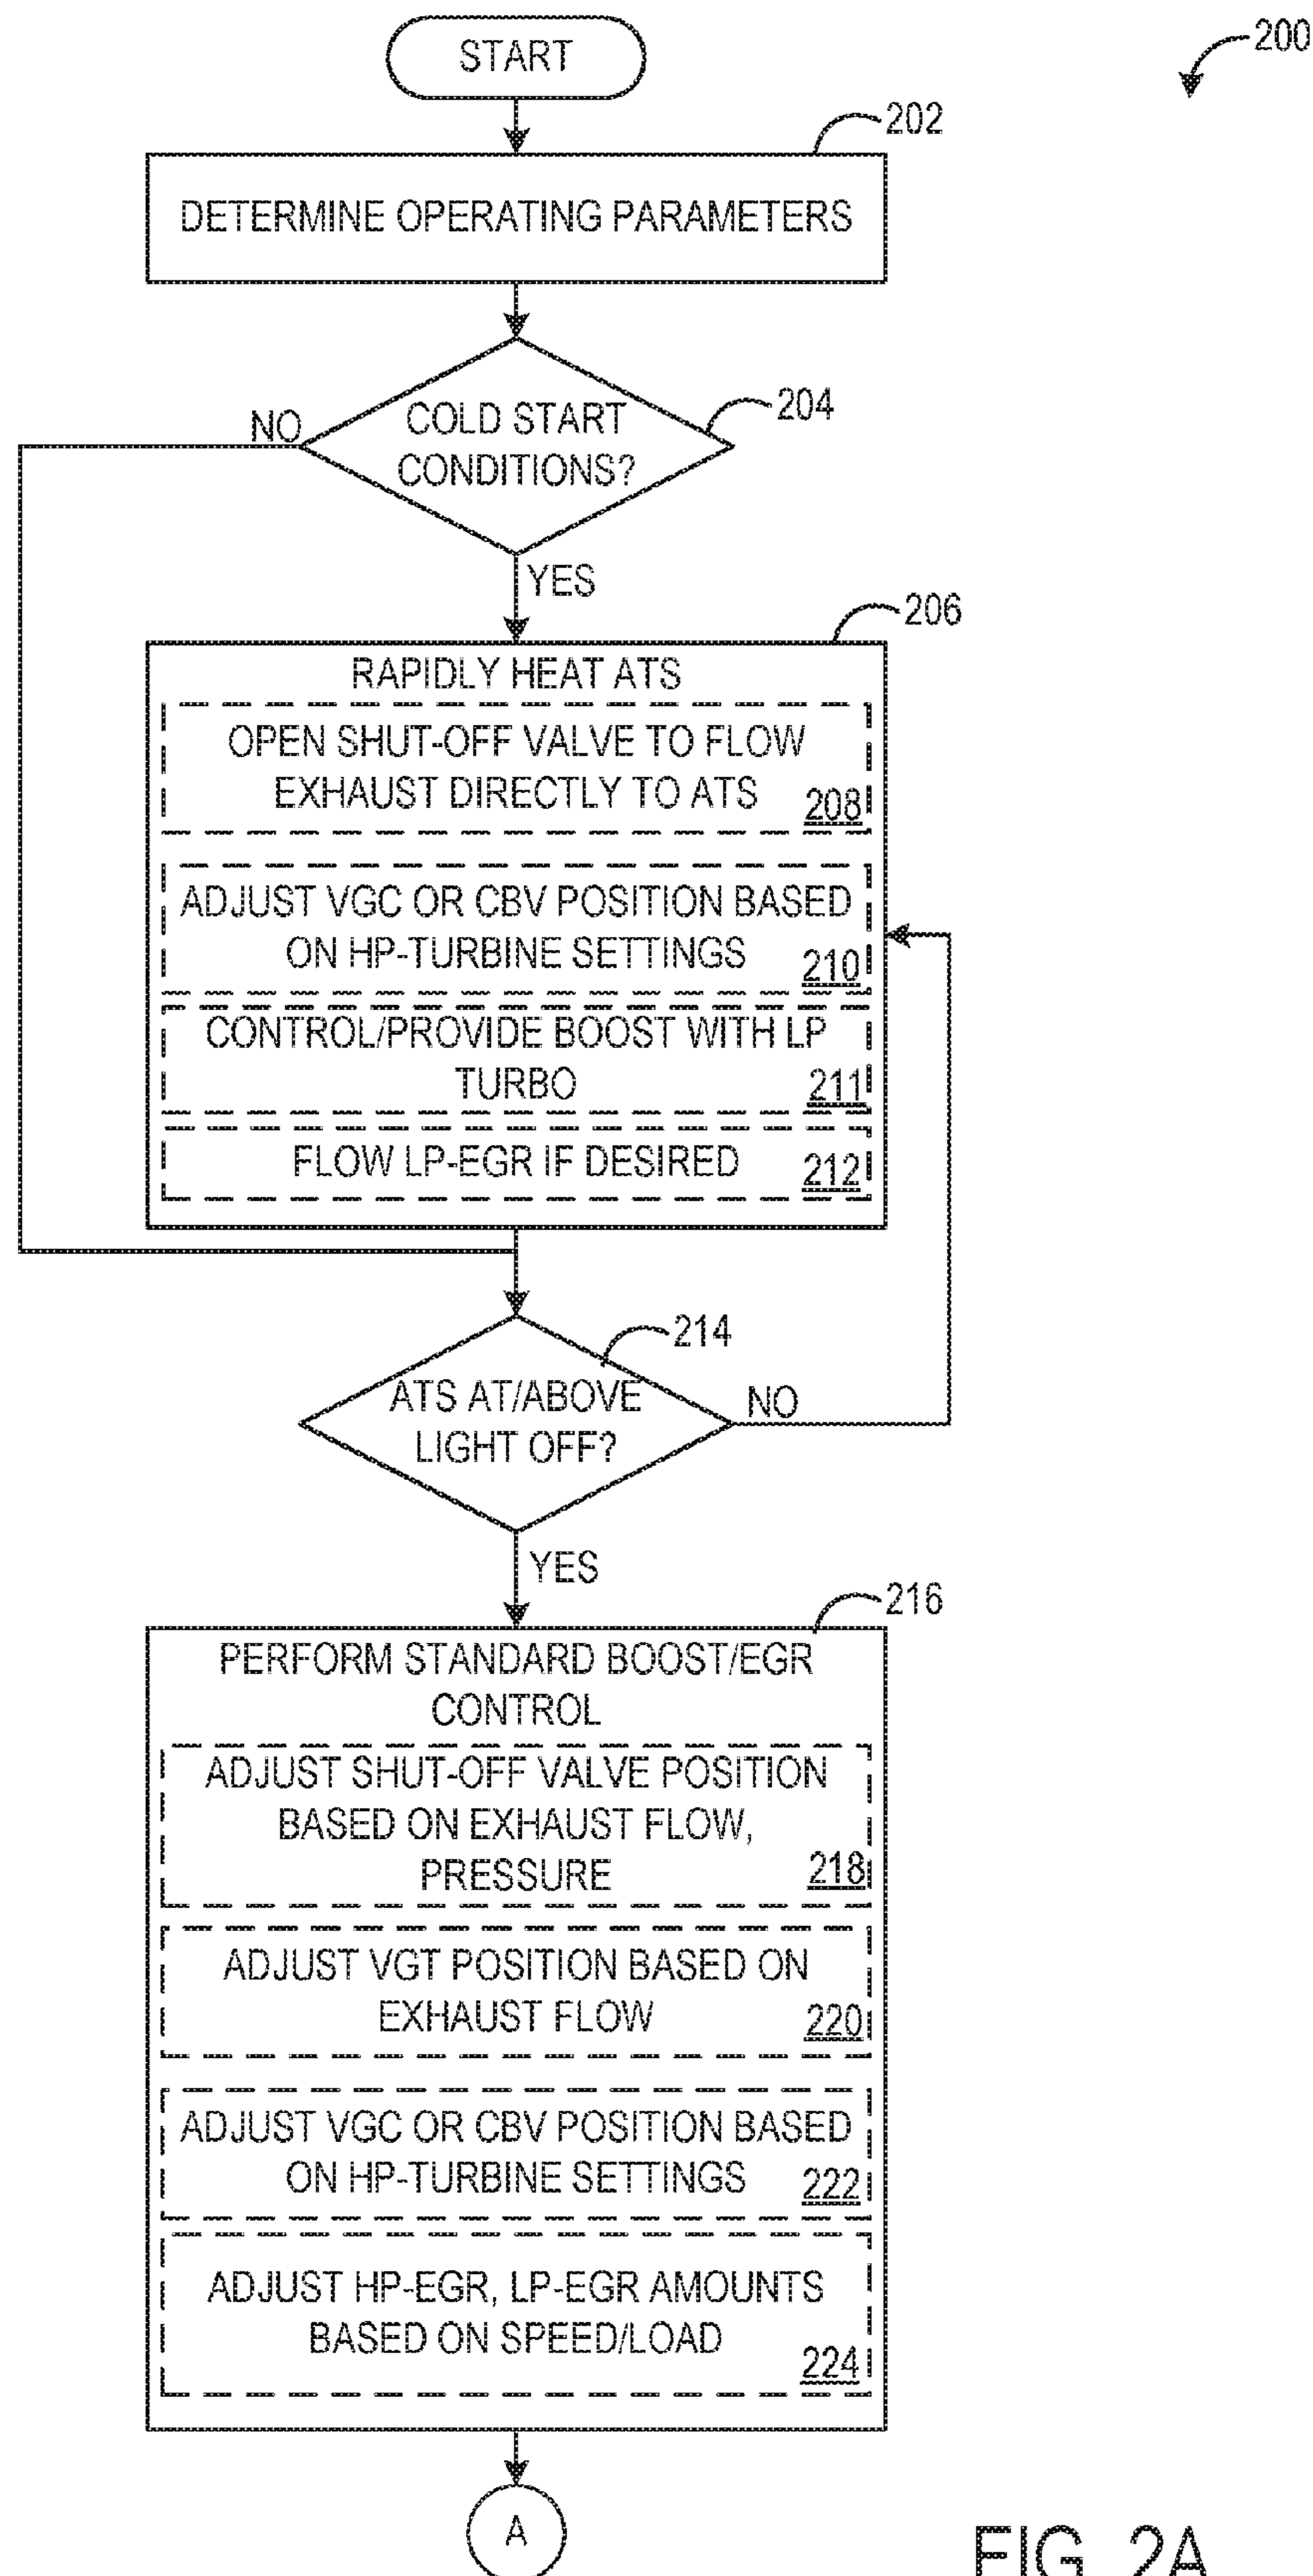 START
200
202
DETERMINE OPERATING PARAMETERS
204
COLD START
CONDITIONS?
NO
YES
206
RAPIDLY HEAT ATS
OPEN SHUT-OFF VALVE TO FLOW
EXHAUST DIRECTLY TO ATS
208
ADJUST VGC OR CBV POSITION BASED
ON HP-TURBINE SETTINGS
210
CONTROL/PROVIDE BOOST WITH LP
TURBO
211
FLOW LP-EGR IF DESIRED
212
214
ATS AT/ABOVE
LIGHT OFF?
NO
YES
216
PERFORM STANDARD BOOST/EGR
CONTROL
ADJUST SHUT-OFF VALVE POSITION
BASED ON EXHAUST FLOW,
PRESSURE
218
ADJUST VGT POSITION BASED ON
EXHAUST FLOW
220
ADJUST VGC OR CBV POSITION BASED
ON HP-TURBINE SETTINGS
222
ADJUST HP-EGR, LP-EGR AMOUNTS
BASED ON SPEED/LOAD
224
A
FIG. 2A